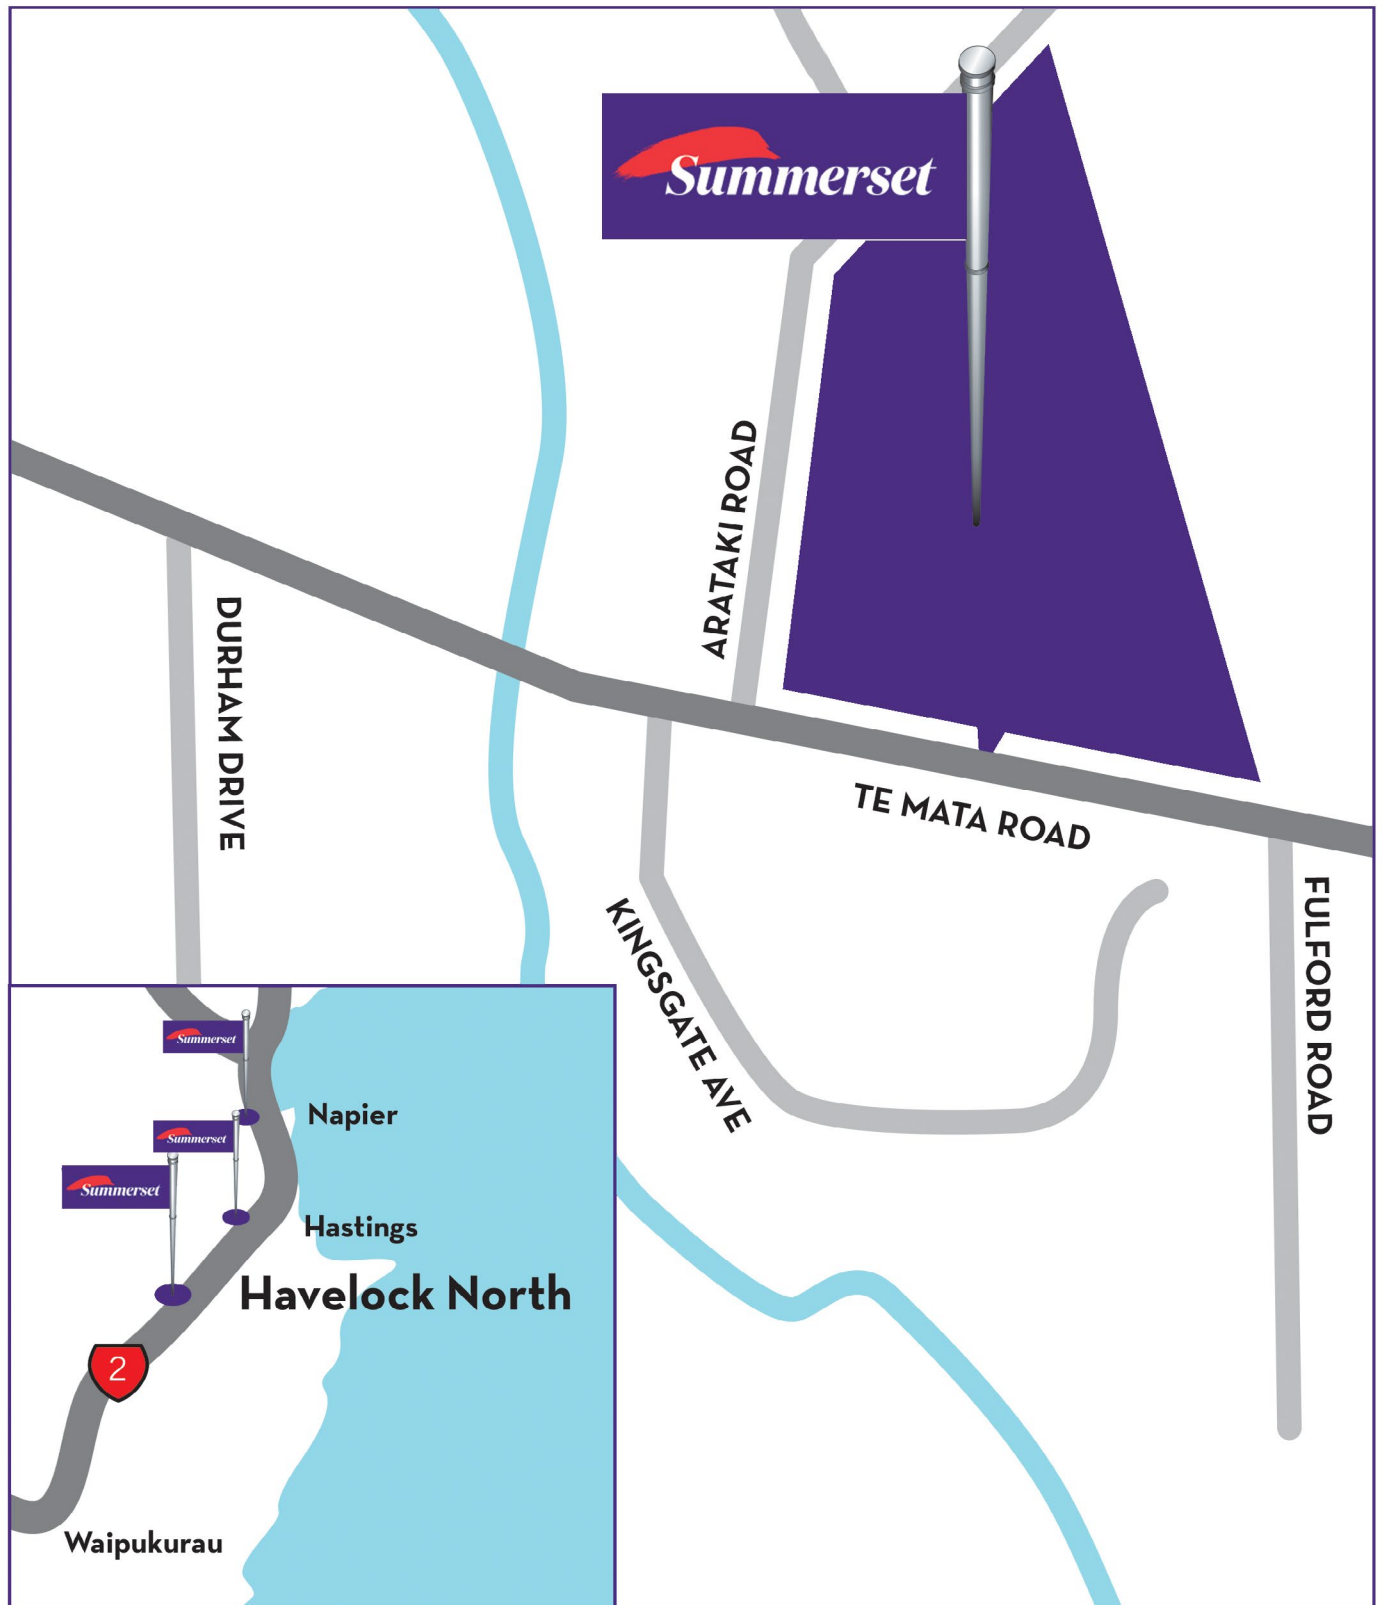 Summerset
ARATAKI ROAD
DURHAM DRIVE
TE MATA ROAD
KINGSGATE AVE
FULFORD ROAD
Summerset
Napier
Summerset
Summerset
Hastings
Havelock North
2
Waipukurau